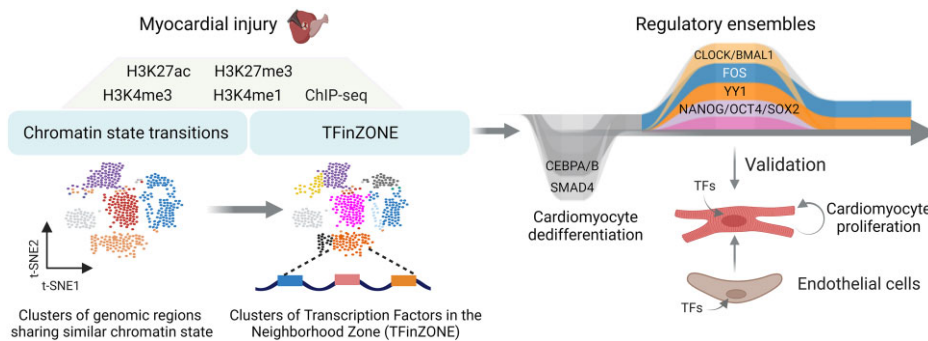 Myocardial injury
H3K27ac H3K27me3
H3K4me3 H3K4me1 ChIP-seq
Chromatin state transitions
TFinZONE
t-SNE2
t-SNE1
Clusters of genomic regions
sharing similar chromatin state
Clusters of Transcription Factors in the
Neighborhood Zone (TFinZONE)
Regulatory ensembles
CLOCK/BMAL1
FOS
YY1
NANOG/OCT4/SOX2
CEBPA/B
SMAD4
Cardiomyocyte
dedifferentiation
Validation
TFs
Cardiomyocyte
proliferation
Endothelial cells
TFs